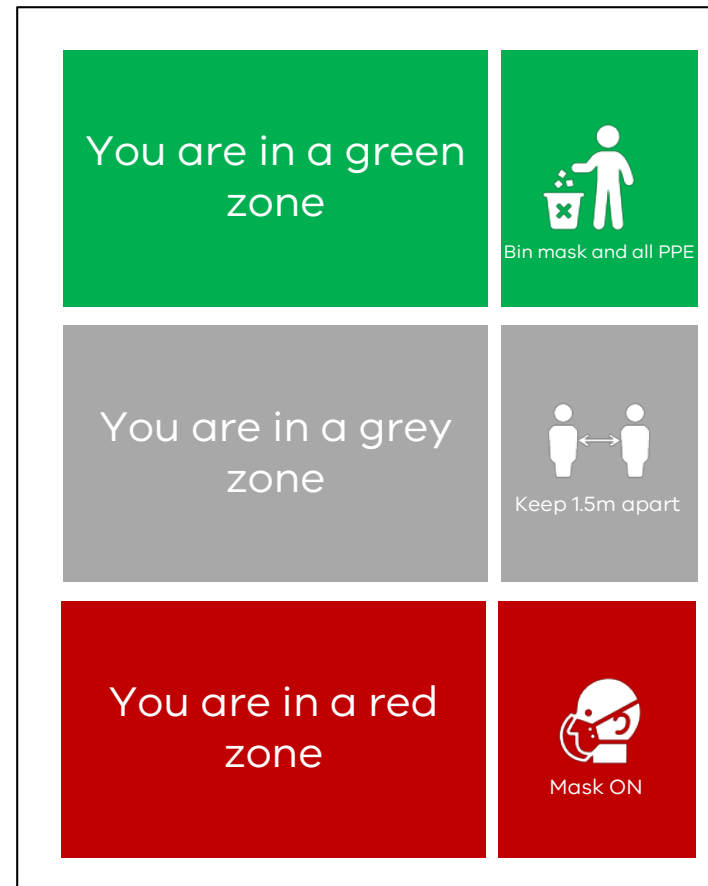 You are in a green
zone
Bin mask and all PPE
You are in a grey
zone
Keep 1.5m apart
You are in a red
zone
Mask ON